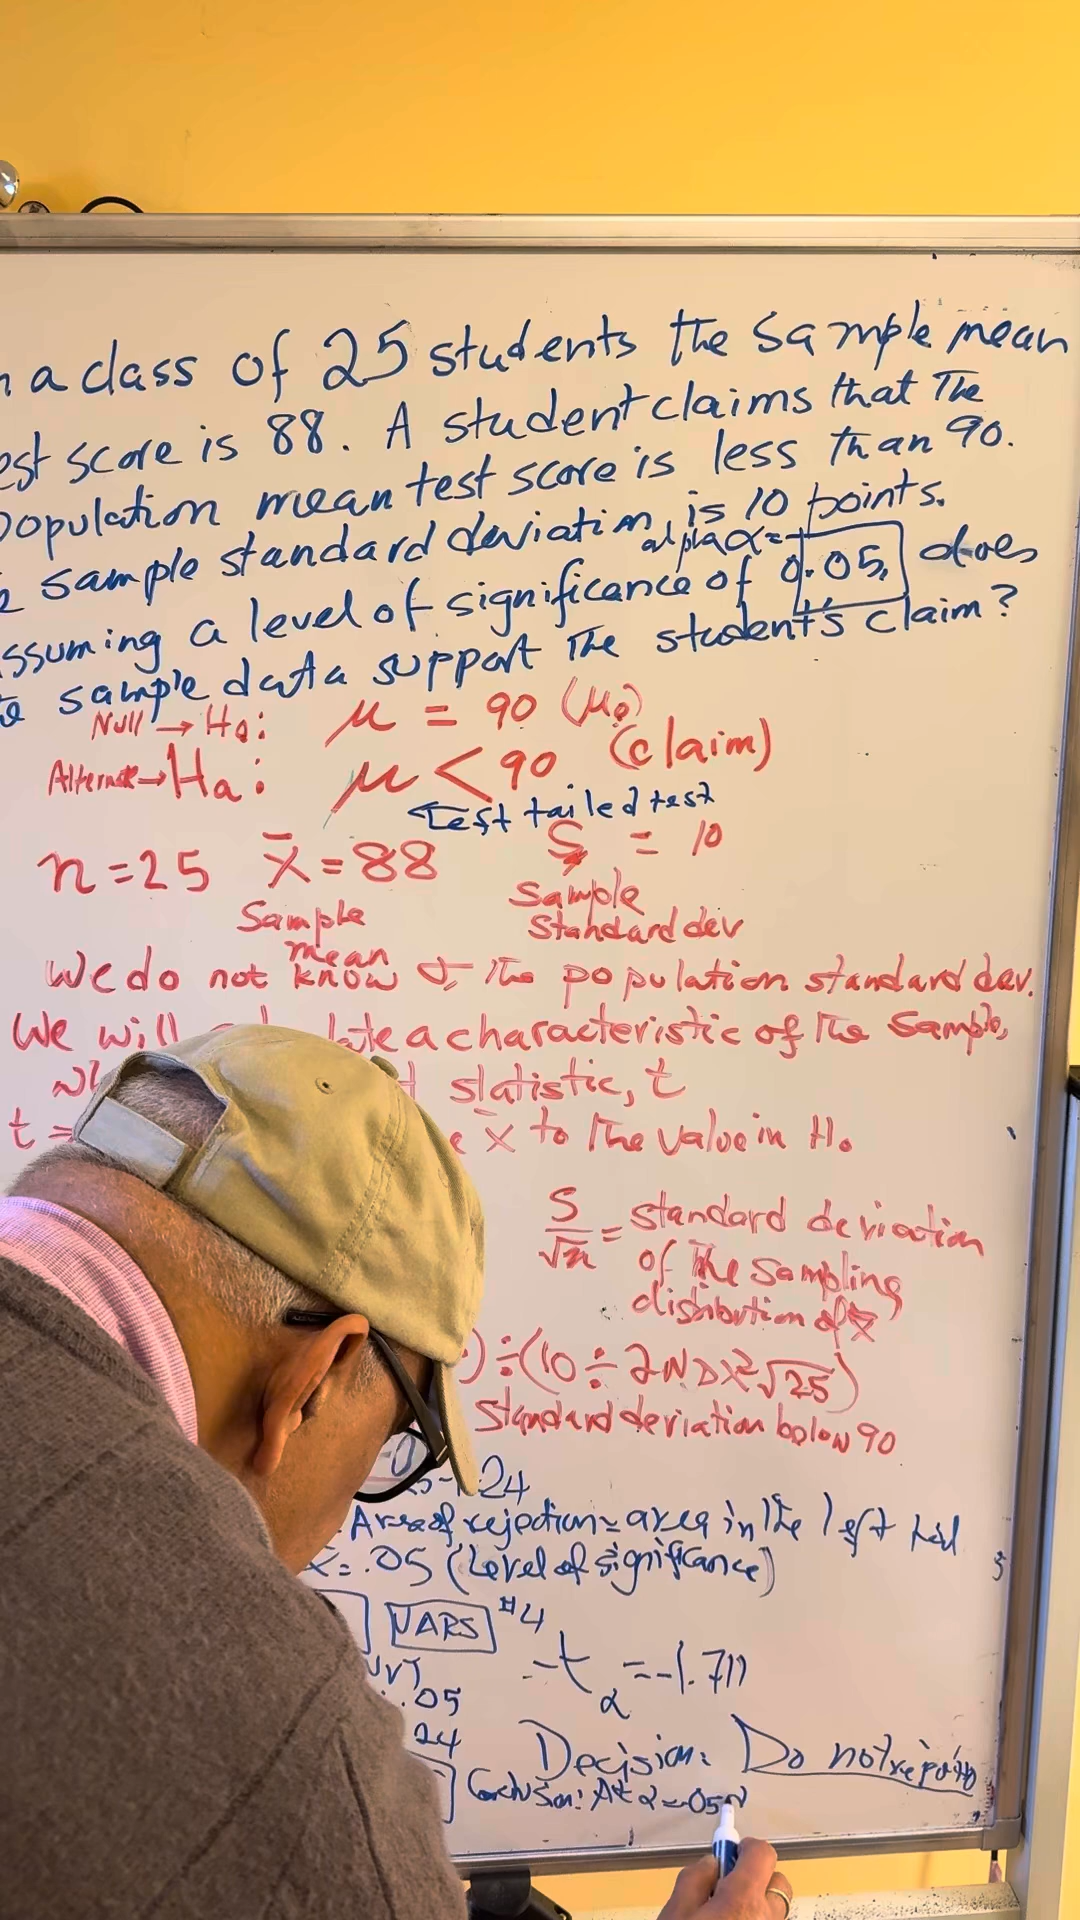 a class of 25 students the sample mean
est score is 88. A student claims that The
population mean test score is less than 90.
sample standard deviation is 10 points.
alpha α =
ssuming a level of significance of 0.05, does
sample data support The student's claim?
Null → H₀: μ = 90 (μ₀)
Alternate → Ha: μ < 90 (claim)
tailed test
n = 25 x̄ = 88 S = 10
Sample mean
Sample Standard dev
We do not know σ, The population standard dev.
We will a characteristic of The Sample,
statistic, t
t = x̄ to The value in H₀
S/√n = standard deviation
of The Sampling
distribution of x̄
) ÷ (10 ÷ 2ND X² √25)
Standard deviation below 90
24
Area of rejection = area in The left tail
= .05 (Level of significance)
VARS #4
-t α = -1.711
.05
24
Decision: Do not reject H₀
Conclusion: At α = .05